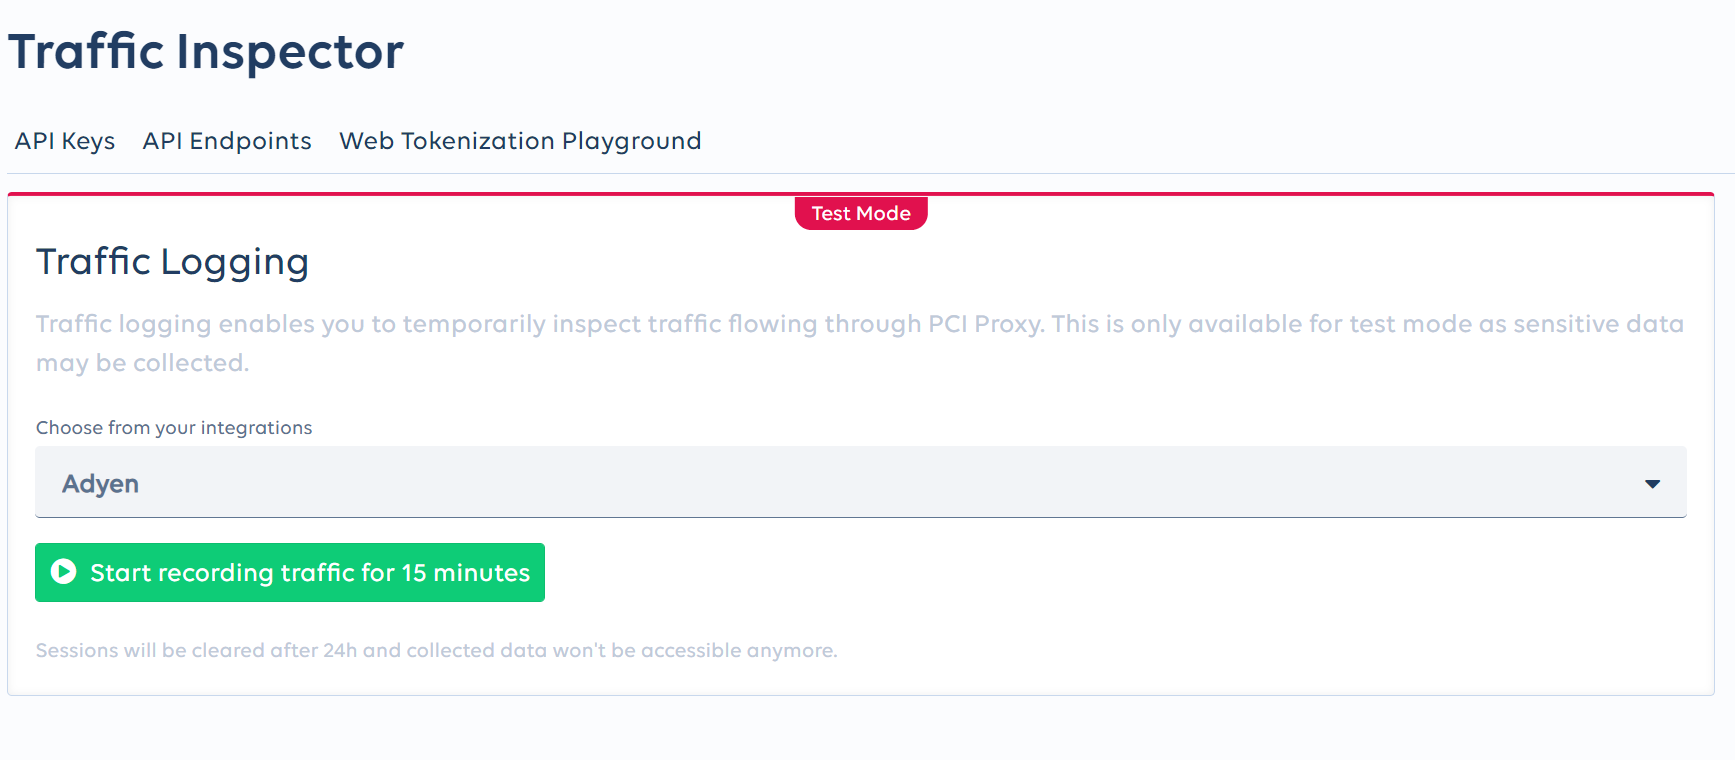 Traffic Inspector
API Keys API Endpoints Web Tokenization Playground
Test Mode
Traffic Logging
Traffic logging enables you to temporarily inspect traffic flowing through PCI Proxy. This is only available for test mode as sensitive data
may be collected.
Choose from your integrations
Adyen
Start recording traffic for 15 minutes
Sessions will be cleared after 24h and collected data won't be accessible anymore.